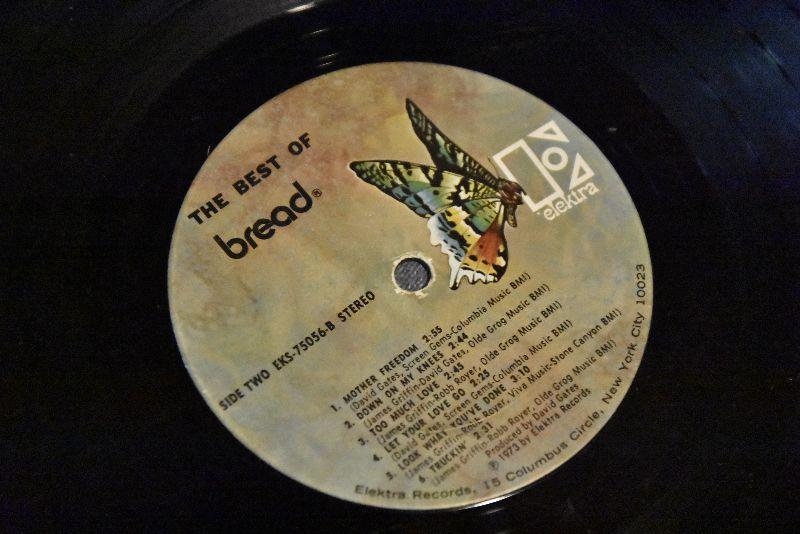 THE BEST OF
bread®
elektra
SIDE TWO EKS-75056-B STEREO
1. MOTHER FREEDOM 2:55
(David Gates, Screen Gems-Columbia Music BMI)
2. DOWN ON MY KNEES 2:44
(James Griffin-David Gates, Olde Grog Music BMI)
3. TOO MUCH LOVE 2:45
(James Griffin-Robb Royer, Olde Grog Music BMI)
4. LET YOUR LOVE GO 2:25
(David Gates, Screen Gems-Columbia Music BMI)
5. LOOK WHAT YOU'VE DONE 3:10
(James Griffin-Robb Royer, Viva Music-Stone Canyon BMI)
6. TRUCKIN' 2:31
(James Griffin-Robb Royer, Olde Grog Music BMI)
Produced by David Gates
℗ 1973 by Elektra Records
Elektra Records, 15 Columbus Circle, New York City 10023